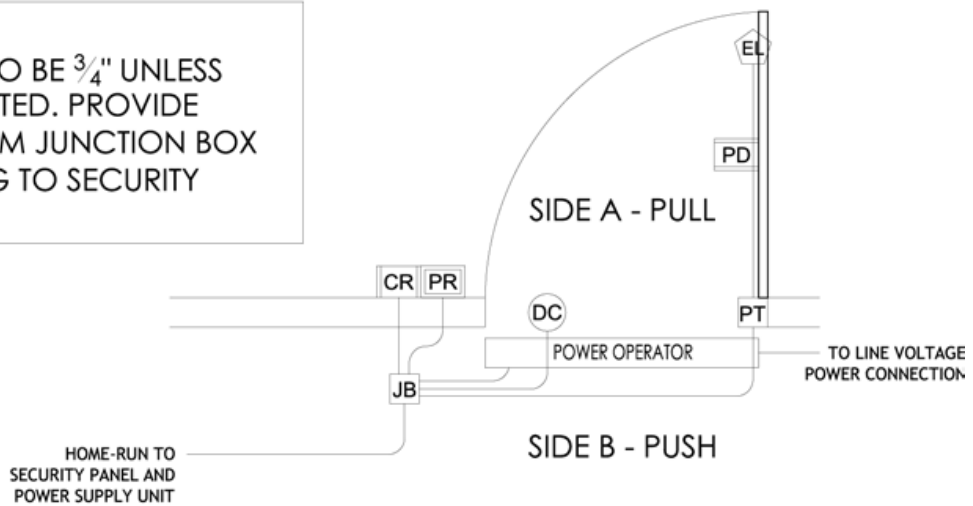 O BE 3/4" UNLESS
TED. PROVIDE
M JUNCTION BOX
G TO SECURITY
EL
PD
SIDE A - PULL
CR PR
DC
PT
POWER OPERATOR
TO LINE VOLTAGE
POWER CONNECTION
JB
SIDE B - PUSH
HOME-RUN TO
SECURITY PANEL AND
POWER SUPPLY UNIT